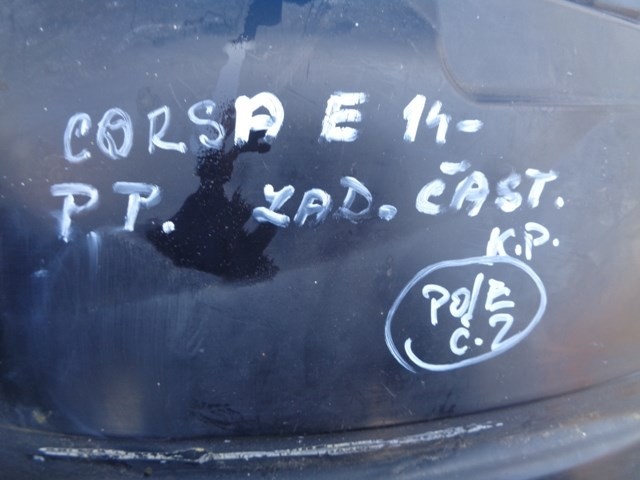 CORSA E 14-
P.P. ZAD. ČAST.
K.P.
PO/E
Č.2